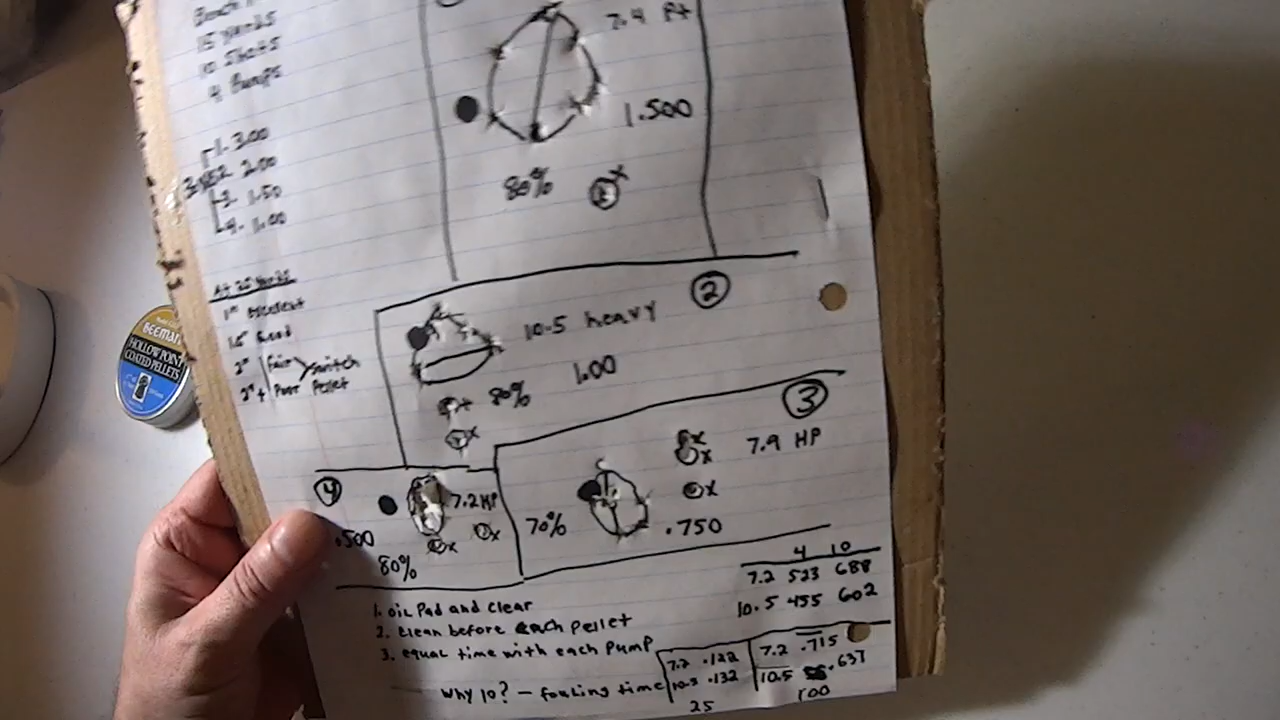 15 Yards
10 Shots
4 Pumps
1. 3.00
2. 2.00
3. 1.50
4. 1.00
At 25 Yards
1" Excellent
1.5" Good
2" Fair Switch
2"+ Poor Pellet
7.4 Pt
1.500
80%
x
2
10.5 heavy
1.00
80%
x
3
7.9 HP
x
x
x
70%
.750
4
7.2 HP
.500
80%
x
x
1. oil Pad and Clear
2. clean before each pellet
3. equal time with each Pump
Why 10? - fouling time
4 10
7.2 523 688
10.5 455 602
7.2 .122
10.5 .132
25
7.2 .715
10.5 .637
100
BEEMAN
HOLLOW POINT
COATED PELLETS